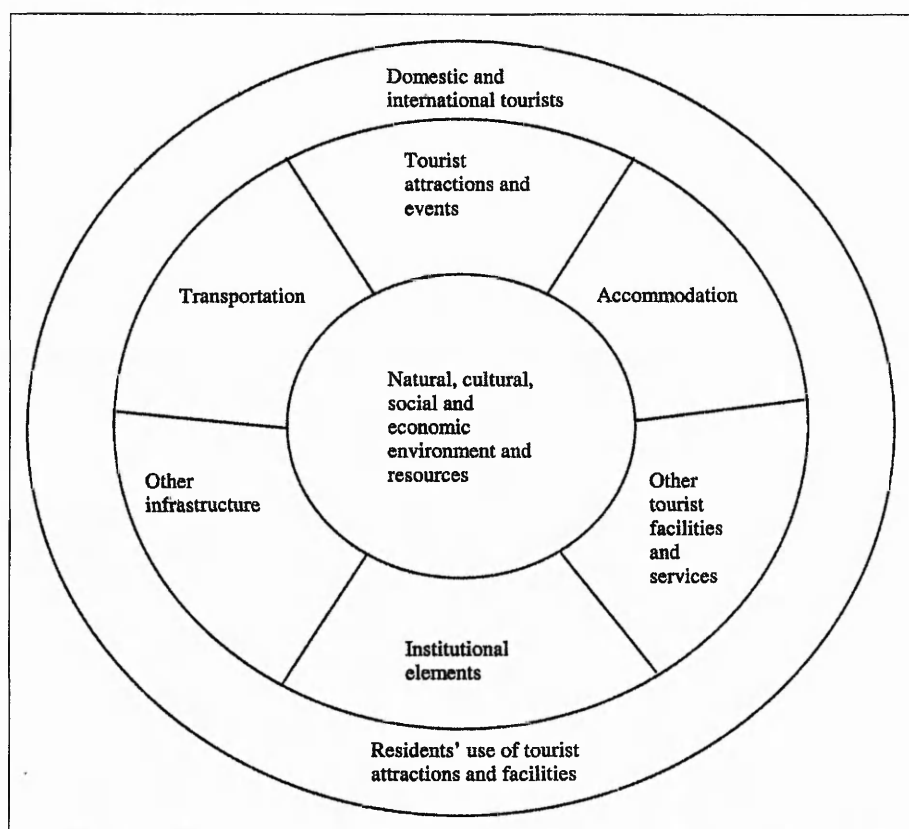 Domestic and
international tourists
Tourist
attractions and
events
Transportation
Accommodation
Natural, cultural,
social and
economic
environment and
resources
Other
infrastructure
Other
tourist
facilities
and
services
Institutional
elements
Residents' use of tourist
attractions and facilities